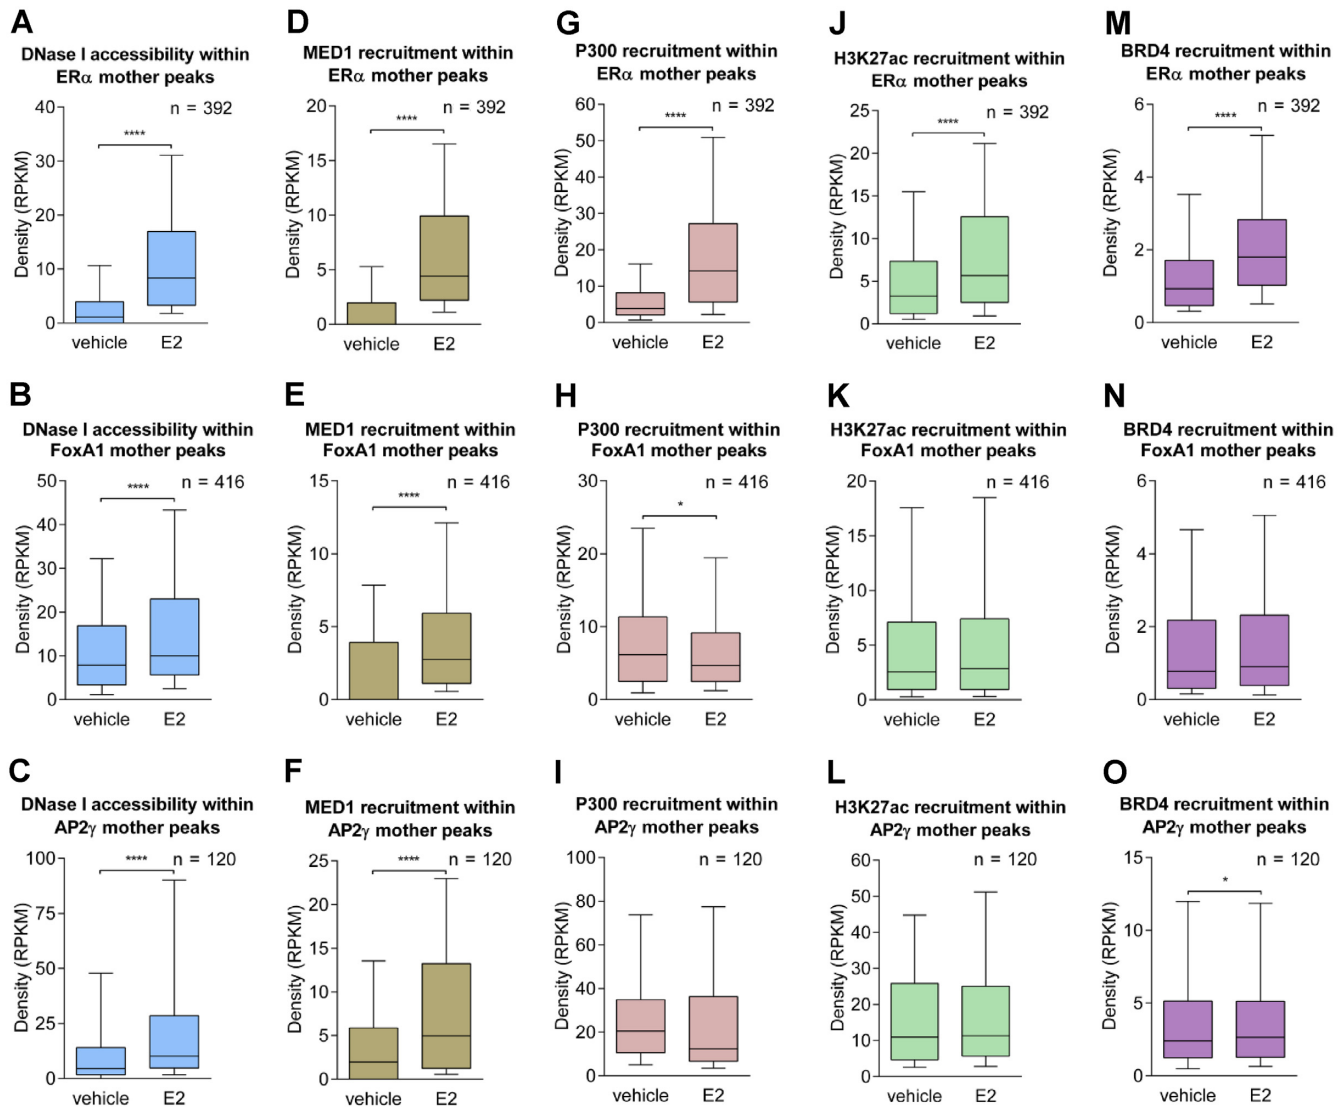 A
DNase I accessibility within
ERα mother peaks
n = 392
****
Density (RPKM)
40
30
20
10
0
vehicle
E2
D
MED1 recruitment within
ERα mother peaks
n = 392
****
Density (RPKM)
20
15
10
5
0
vehicle
E2
G
P300 recruitment within
ERα mother peaks
n = 392
****
Density (RPKM)
60
50
40
30
20
10
0
vehicle
E2
J
H3K27ac recruitment within
ERα mother peaks
n = 392
****
Density (RPKM)
25
20
15
10
5
0
vehicle
E2
M
BRD4 recruitment within
ERα mother peaks
n = 392
****
Density (RPKM)
6
4
2
0
vehicle
E2
B
DNase I accessibility within
FoxA1 mother peaks
n = 416
****
Density (RPKM)
50
40
30
20
10
0
vehicle
E2
E
MED1 recruitment within
FoxA1 mother peaks
n = 416
****
Density (RPKM)
15
10
5
0
vehicle
E2
H
P300 recruitment within
FoxA1 mother peaks
n = 416
*
Density (RPKM)
30
20
10
0
vehicle
E2
K
H3K27ac recruitment within
FoxA1 mother peaks
n = 416
Density (RPKM)
20
15
10
5
0
vehicle
E2
N
BRD4 recruitment within
FoxA1 mother peaks
n = 416
Density (RPKM)
6
4
2
0
vehicle
E2
C
DNase I accessibility within
AP2γ mother peaks
n = 120
****
Density (RPKM)
100
75
50
25
0
vehicle
E2
F
MED1 recruitment within
AP2γ mother peaks
n = 120
****
Density (RPKM)
25
20
15
10
5
0
vehicle
E2
I
P300 recruitment within
AP2γ mother peaks
n = 120
Density (RPKM)
100
80
60
40
20
0
vehicle
E2
L
H3K27ac recruitment within
AP2γ mother peaks
n = 120
Density (RPKM)
60
50
40
30
20
10
0
vehicle
E2
O
BRD4 recruitment within
AP2γ mother peaks
n = 120
*
Density (RPKM)
15
10
5
0
vehicle
E2